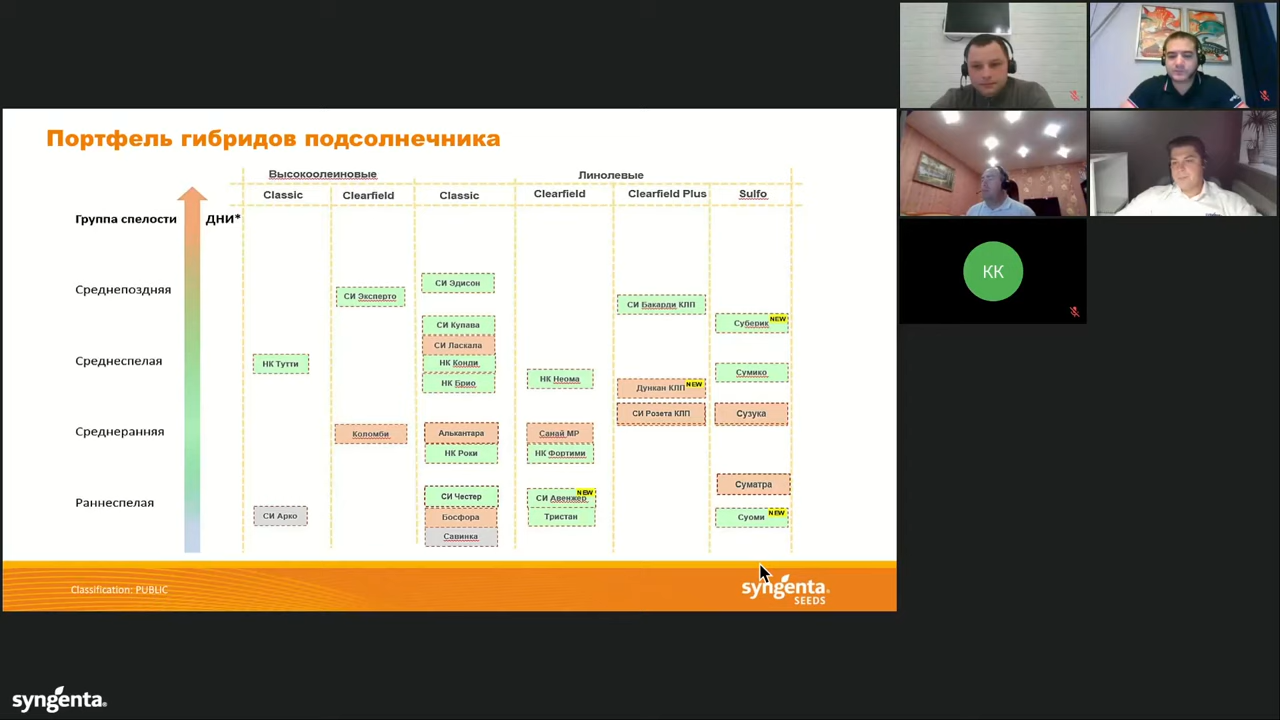 Портфель гибридов подсолнечника
Высокоолеиновые
Линолевые
Classic
Clearfield
Classic
Clearfield
Clearfield Plus
Sulfo
Группа спелости
ДНИ*
Среднепоздняя
СИ Эксперто
СИ Эдисон
СИ Бакарди КЛП
СИ Купава
Суберик
NEW
СИ Ласкала
Среднеспелая
НК Тутти
НК Конди
НК Брио
НК Неома
Сумико
Дункан КЛП
NEW
СИ Розета КЛП
Сузука
Среднеранняя
Коломби
Алькантара
Санай МР
НК Роки
НК Фортими
Суматра
Раннеспелая
СИ Честер
СИ Авенжер
NEW
СИ Арко
Босфора
Тристан
Суоми
NEW
Савинка
Classification: PUBLIC
syngenta
SEEDS
КК
syngenta